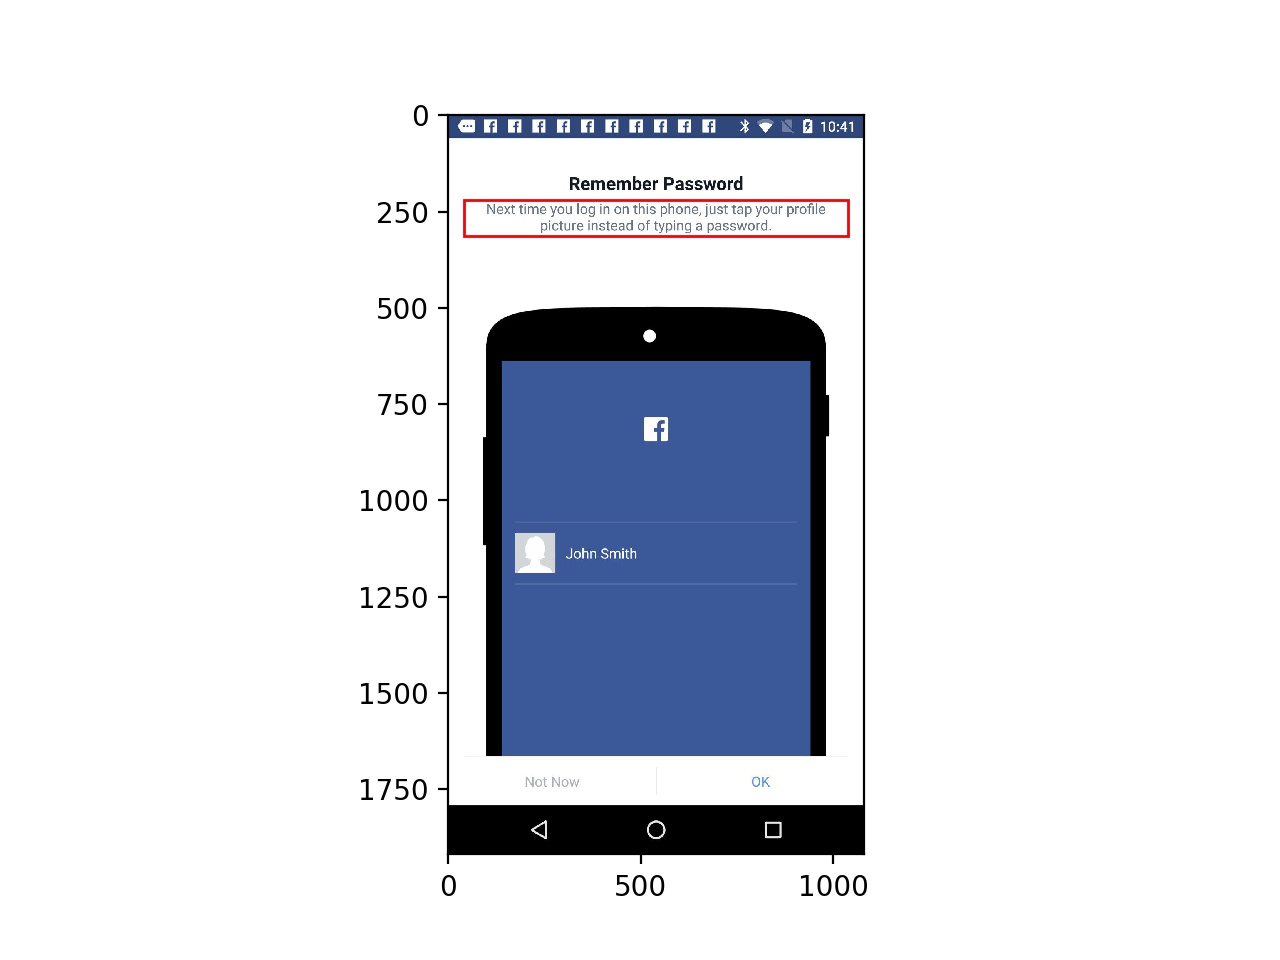 0
10:41
Remember Password
250
Next time you log in on this phone, just tap your profile
picture instead of typing a password.
500
750
1000
John Smith
1250
1500
Not Now
OK
1750
0
500
1000